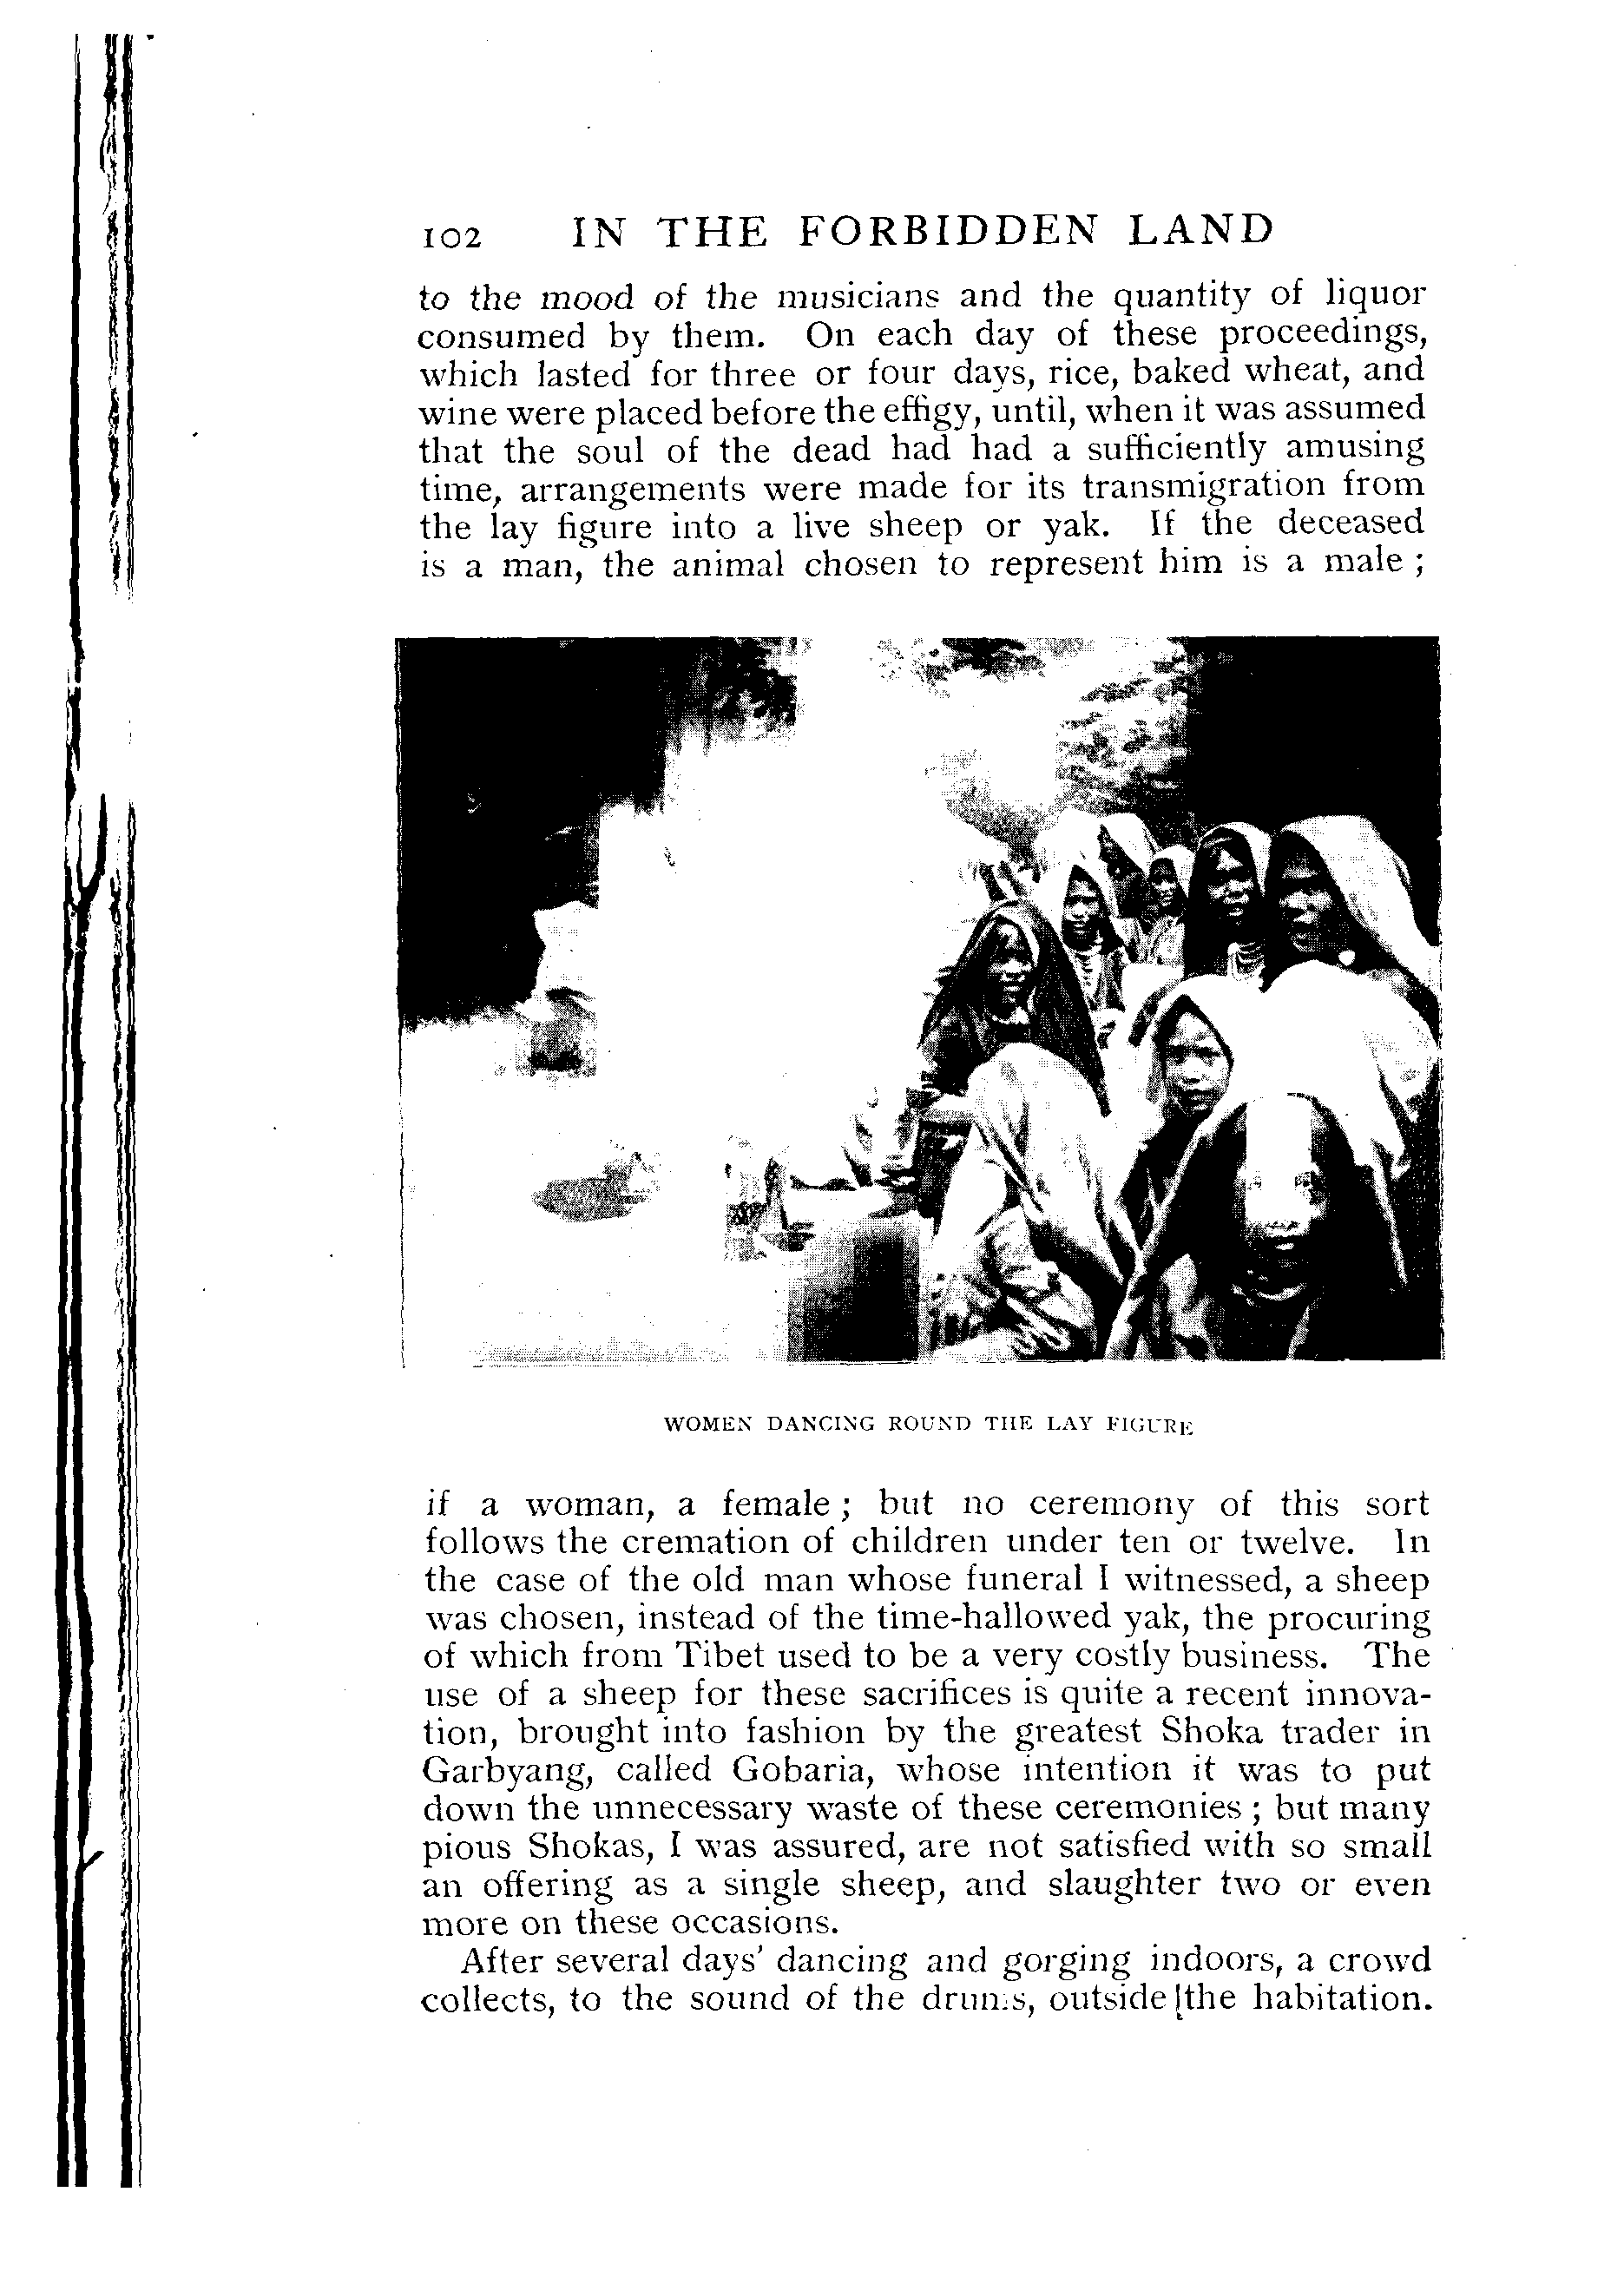 102 IN THE FORBIDDEN LAND
to the mood of the musicians and the quantity of liquor
consumed by them. On each day of these proceedings,
which lasted for three or four days, rice, baked wheat, and
wine were placed before the effigy, until, when it was assumed
that the soul of the dead had had a sufficiently amusing
time, arrangements were made for its transmigration from
the lay figure into a live sheep or yak. If the deceased
is a man, the animal chosen to represent him is a male ;
WOMEN DANCING ROUND THE LAY FIGURE
if a woman, a female ; but no ceremony of this sort
follows the cremation of children under ten or twelve. In
the case of the old man whose funeral I witnessed, a sheep
was chosen, instead of the time-hallowed yak, the procuring
of which from Tibet used to be a very costly business. The
use of a sheep for these sacrifices is quite a recent innova-
tion, brought into fashion by the greatest Shoka trader in
Garbyang, called Gobaria, whose intention it was to put
down the unnecessary waste of these ceremonies ; but many
pious Shokas, I was assured, are not satisfied with so small
an offering as a single sheep, and slaughter two or even
more on these occasions.
After several days' dancing and gorging indoors, a crowd
collects, to the sound of the drums, outside the habitation.